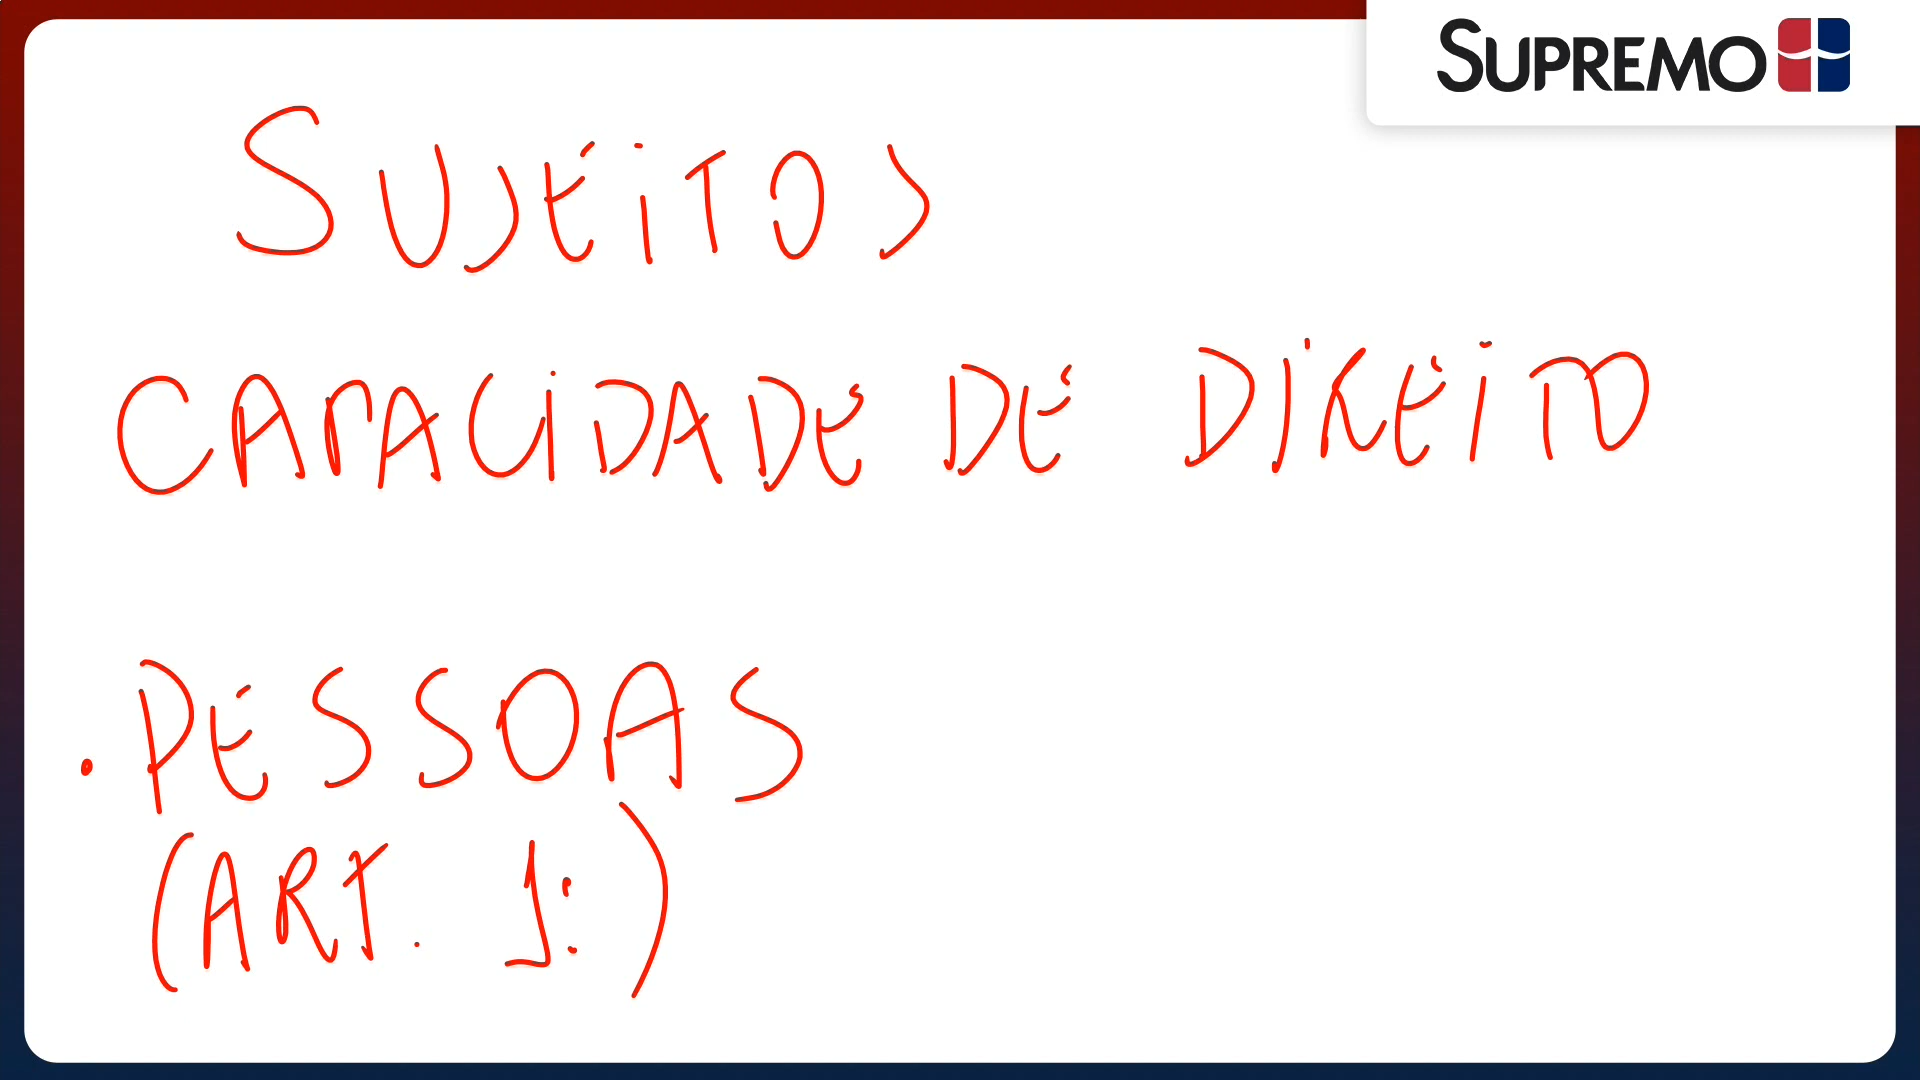 SUPREMO
SUJEITOS
CAPACIDADE DE DIREITO
. PESSOAS
(ART. 1º)